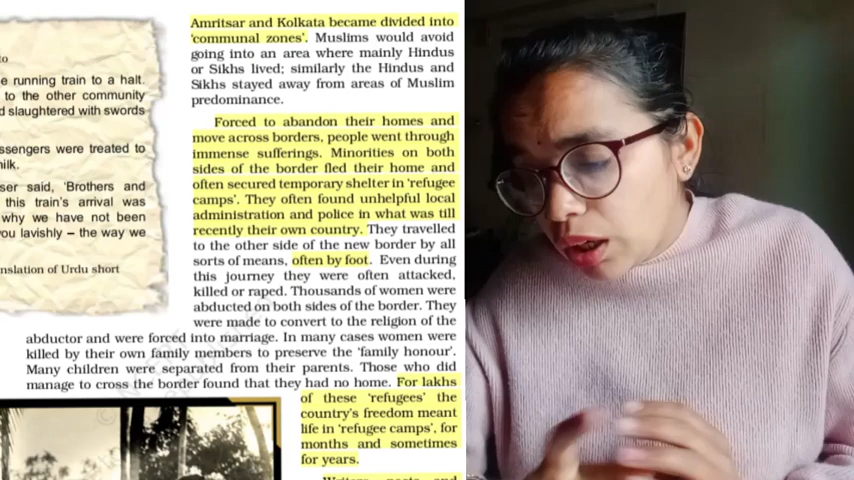 to
e running train to a halt.
to the other community
d slaughtered with swords
ssengers were treated to
nilk.
ser said, 'Brothers and
this train's arrival was
why we have not been
ou lavishly – the way we
nslation of Urdu short
Amritsar and Kolkata became divided into
'communal zones'. Muslims would avoid
going into an area where mainly Hindus
or Sikhs lived; similarly the Hindus and
Sikhs stayed away from areas of Muslim
predominance.
Forced to abandon their homes and
move across borders, people went through
immense sufferings. Minorities on both
sides of the border fled their home and
often secured temporary shelter in 'refugee
camps'. They often found unhelpful local
administration and police in what was till
recently their own country. They travelled
to the other side of the new border by all
sorts of means, often by foot. Even during
this journey they were often attacked,
killed or raped. Thousands of women were
abducted on both sides of the border. They
were made to convert to the religion of the
abductor and were forced into marriage. In many cases women were
killed by their own family members to preserve the 'family honour'.
Many children were separated from their parents. Those who did
manage to cross the border found that they had no home. For lakhs
of these 'refugees' the
country's freedom meant
life in 'refugee camps', for
months and sometimes
for years.